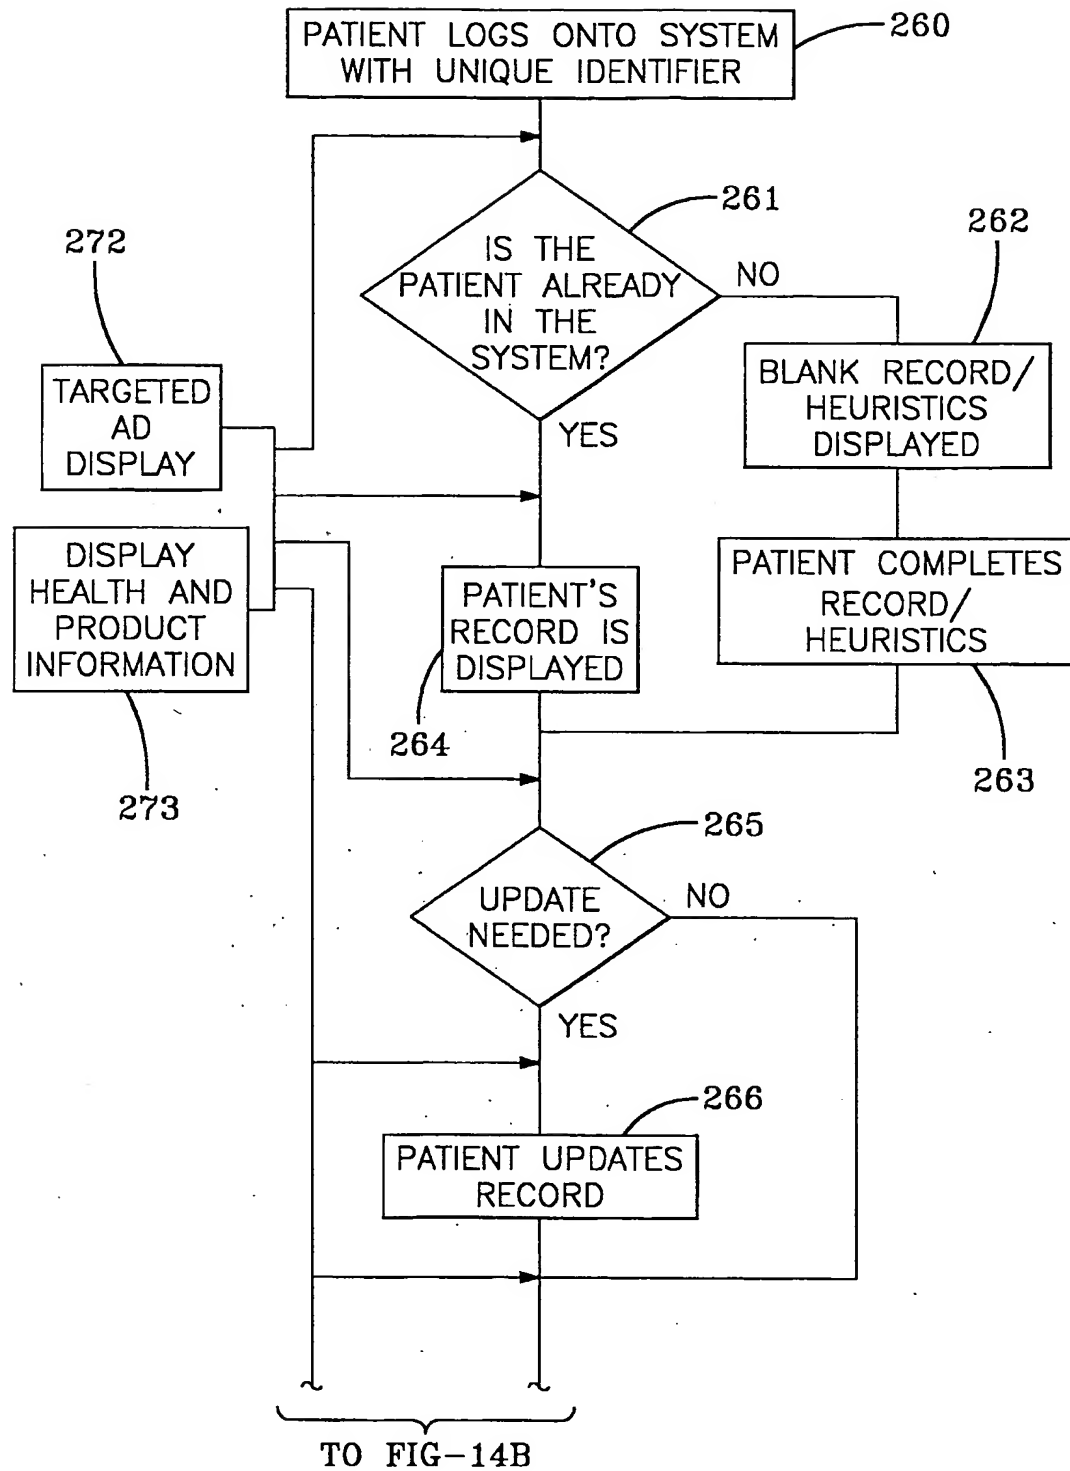 PATIENT LOGS ONTO SYSTEM
WITH UNIQUE IDENTIFIER
260
IS THE
PATIENT ALREADY
IN THE
SYSTEM?
261
NO
YES
262
BLANK RECORD/
HEURISTICS
DISPLAYED
272
TARGETED
AD
DISPLAY
DISPLAY
HEALTH AND
PRODUCT
INFORMATION
273
PATIENT'S
RECORD IS
DISPLAYED
264
PATIENT COMPLETES
RECORD/
HEURISTICS
263
265
UPDATE
NEEDED?
NO
YES
266
PATIENT UPDATES
RECORD
TO FIG-14B